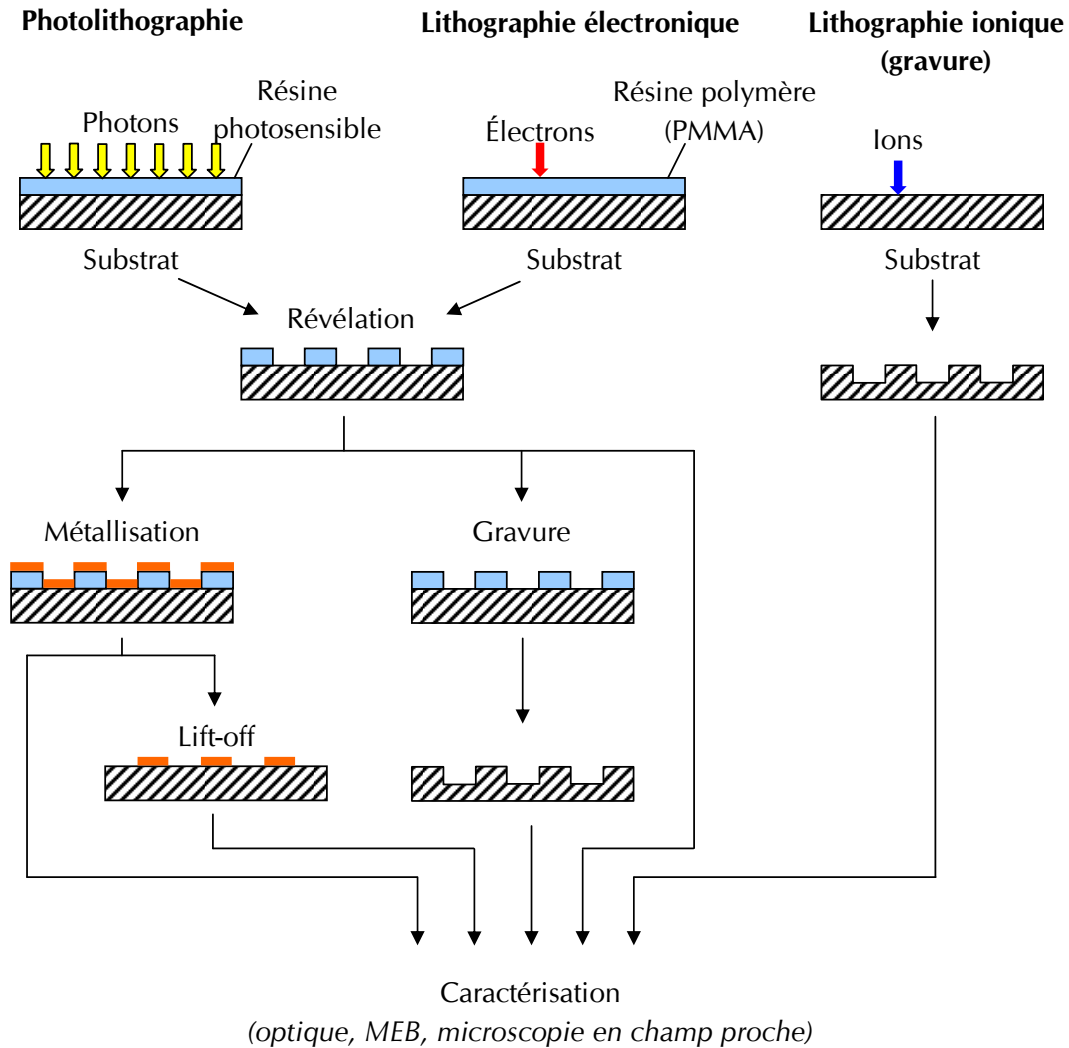 Photolithographie
Lithographie électronique
Lithographie ionique
(gravure)
Photons
Résine
photosensible
Électrons
Résine polymère
(PMMA)
Ions
Substrat
Substrat
Substrat
Révélation
Métallisation
Gravure
Lift-off
Caractérisation
(optique, MEB, microscopie en champ proche)